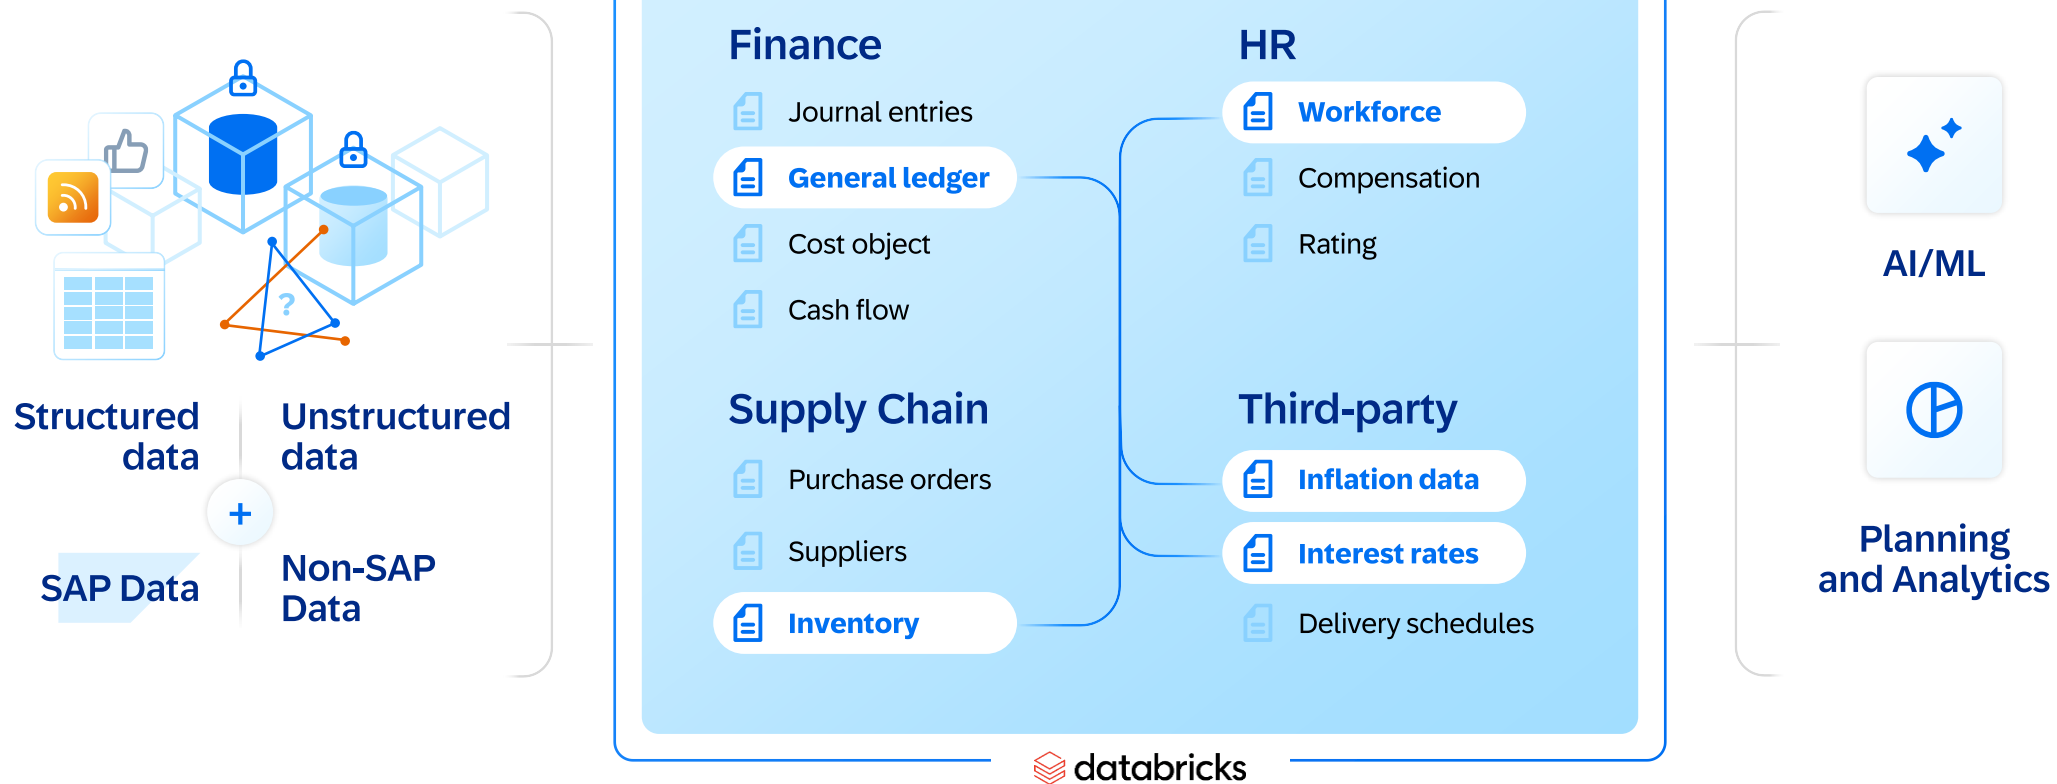 Finance
Journal entries
General ledger
Cost object
Cash flow
HR
Workforce
Compensation
Rating
Supply Chain
Purchase orders
Suppliers
Inventory
Third-party
Inflation data
Interest rates
Delivery schedules
databricks
?
Structured
data
Unstructured
data
+
SAP Data
Non-SAP
Data
AI/ML
Planning
and Analytics